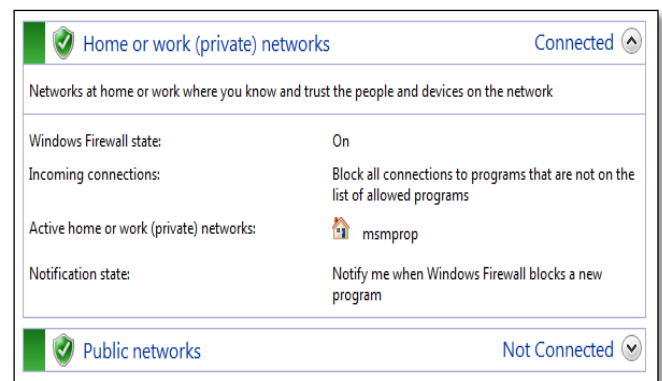 Home or work (private) networks Connected
Networks at home or work where you know and trust the people and devices on the network
Windows Firewall state: On
Incoming connections: Block all connections to programs that are not on the
list of allowed programs
Active home or work (private) networks: msmprop
Notification state: Notify me when Windows Firewall blocks a new
program
Public networks Not Connected